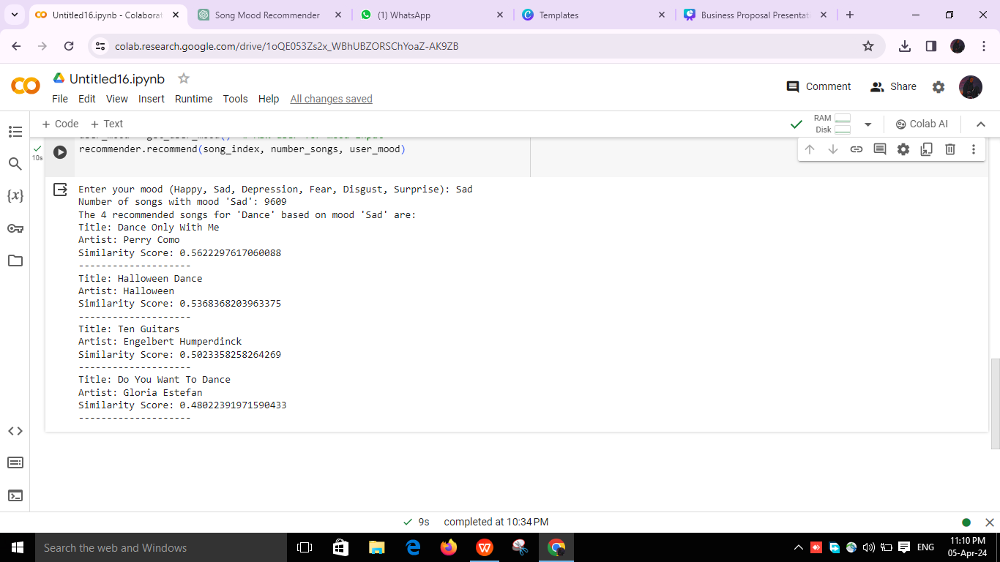 Untitled16.ipynb - Colaborat
Song Mood Recommender
(1) WhatsApp
Templates
Business Proposal Presentati
colab.research.google.com/drive/1oQE053Zs2x_WBhUBZORSChYoaZ-AK9ZB
Untitled16.ipynb
Comment
Share
File Edit View Insert Runtime Tools Help All changes saved
+ Code + Text
RAM
Disk
Colab AI
user_mood = get_user_mood() # Ask user for mood input
10s
recommender.recommend(song_index, number_songs, user_mood)
Enter your mood (Happy, Sad, Depression, Fear, Disgust, Surprise): Sad
Number of songs with mood 'Sad': 9609
The 4 recommended songs for 'Dance' based on mood 'Sad' are:
Title: Dance Only With Me
Artist: Perry Como
Similarity Score: 0.5622297617060088
--------------------
Title: Halloween Dance
Artist: Halloween
Similarity Score: 0.5368368203963375
--------------------
Title: Ten Guitars
Artist: Engelbert Humperdinck
Similarity Score: 0.5023358258264269
--------------------
Title: Do You Want To Dance
Artist: Gloria Estefan
Similarity Score: 0.48022391971590433
--------------------
9s completed at 10:34 PM
Search the web and Windows
ENG
11:10 PM
05-Apr-24